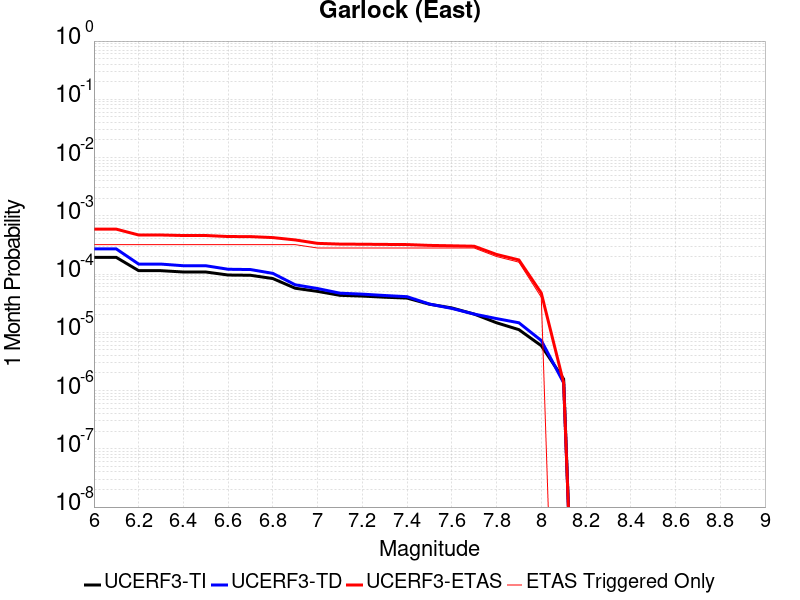 Garlock (East)
1 Month Probability
10^0
10^-1
10^-2
10^-3
10^-4
10^-5
10^-6
10^-7
10^-8
6 6.2 6.4 6.6 6.8 7 7.2 7.4 7.6 7.8 8 8.2 8.4 8.6 8.8 9
Magnitude
UCERF3-TI UCERF3-TD UCERF3-ETAS ETAS Triggered Only